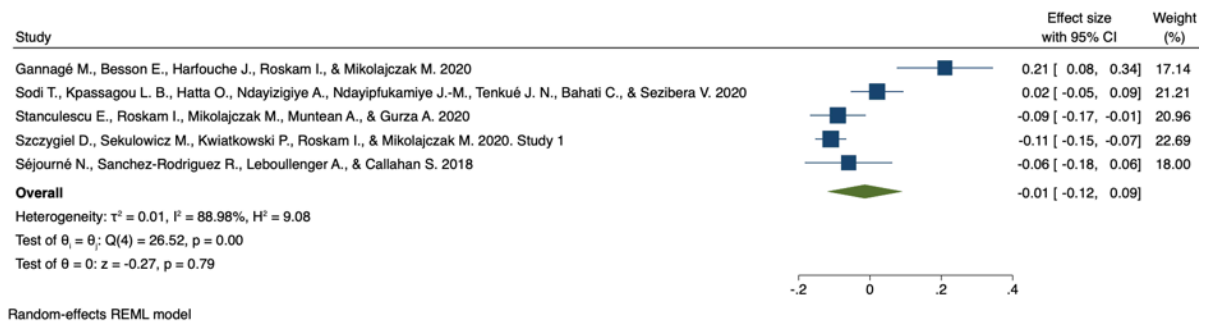 Effect size Weight
Study with 95% CI (%)
Gannagé M., Besson E., Harfouche J., Roskam I., & Mikolajczak M. 2020 0.21 [ 0.08, 0.34] 17.14
Sodi T., Kpassagou L. B., Hatta O., Ndayizigiye A., Ndayipfukamiye J.-M., Tenkué J. N., Bahati C., & Sezibera V. 2020 0.02 [ -0.05, 0.09] 21.21
Stanculescu E., Roskam I., Mikolajczak M., Muntean A., & Gurza A. 2020 -0.09 [ -0.17, -0.01] 20.96
Szczygiel D., Sekulowicz M., Kwiatkowski P., Roskam I., & Mikolajczak M. 2020. Study 1 -0.11 [ -0.15, -0.07] 22.69
Séjourné N., Sanchez-Rodriguez R., Leboullenger A., & Callahan S. 2018 -0.06 [ -0.18, 0.06] 18.00
Overall -0.01 [ -0.12, 0.09]
Heterogeneity: τ² = 0.01, I² = 88.98%, H² = 9.08
Test of θᵢ = θⱼ: Q(4) = 26.52, p = 0.00
Test of θ = 0: z = -0.27, p = 0.79
-.2 0 .2 .4
Random-effects REML model